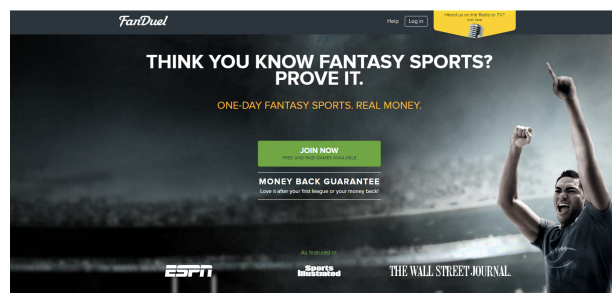 FanDuel
Help
Log in
Heard us on the Radio or TV?
click here
THINK YOU KNOW FANTASY SPORTS?
PROVE IT.
ONE-DAY FANTASY SPORTS. REAL MONEY.
JOIN NOW
FREE AND PAID GAMES AVAILABLE
MONEY BACK GUARANTEE
Love it after your first league or your money back!
As featured in
ESPN
Sports
Illustrated
THE WALL STREET JOURNAL.